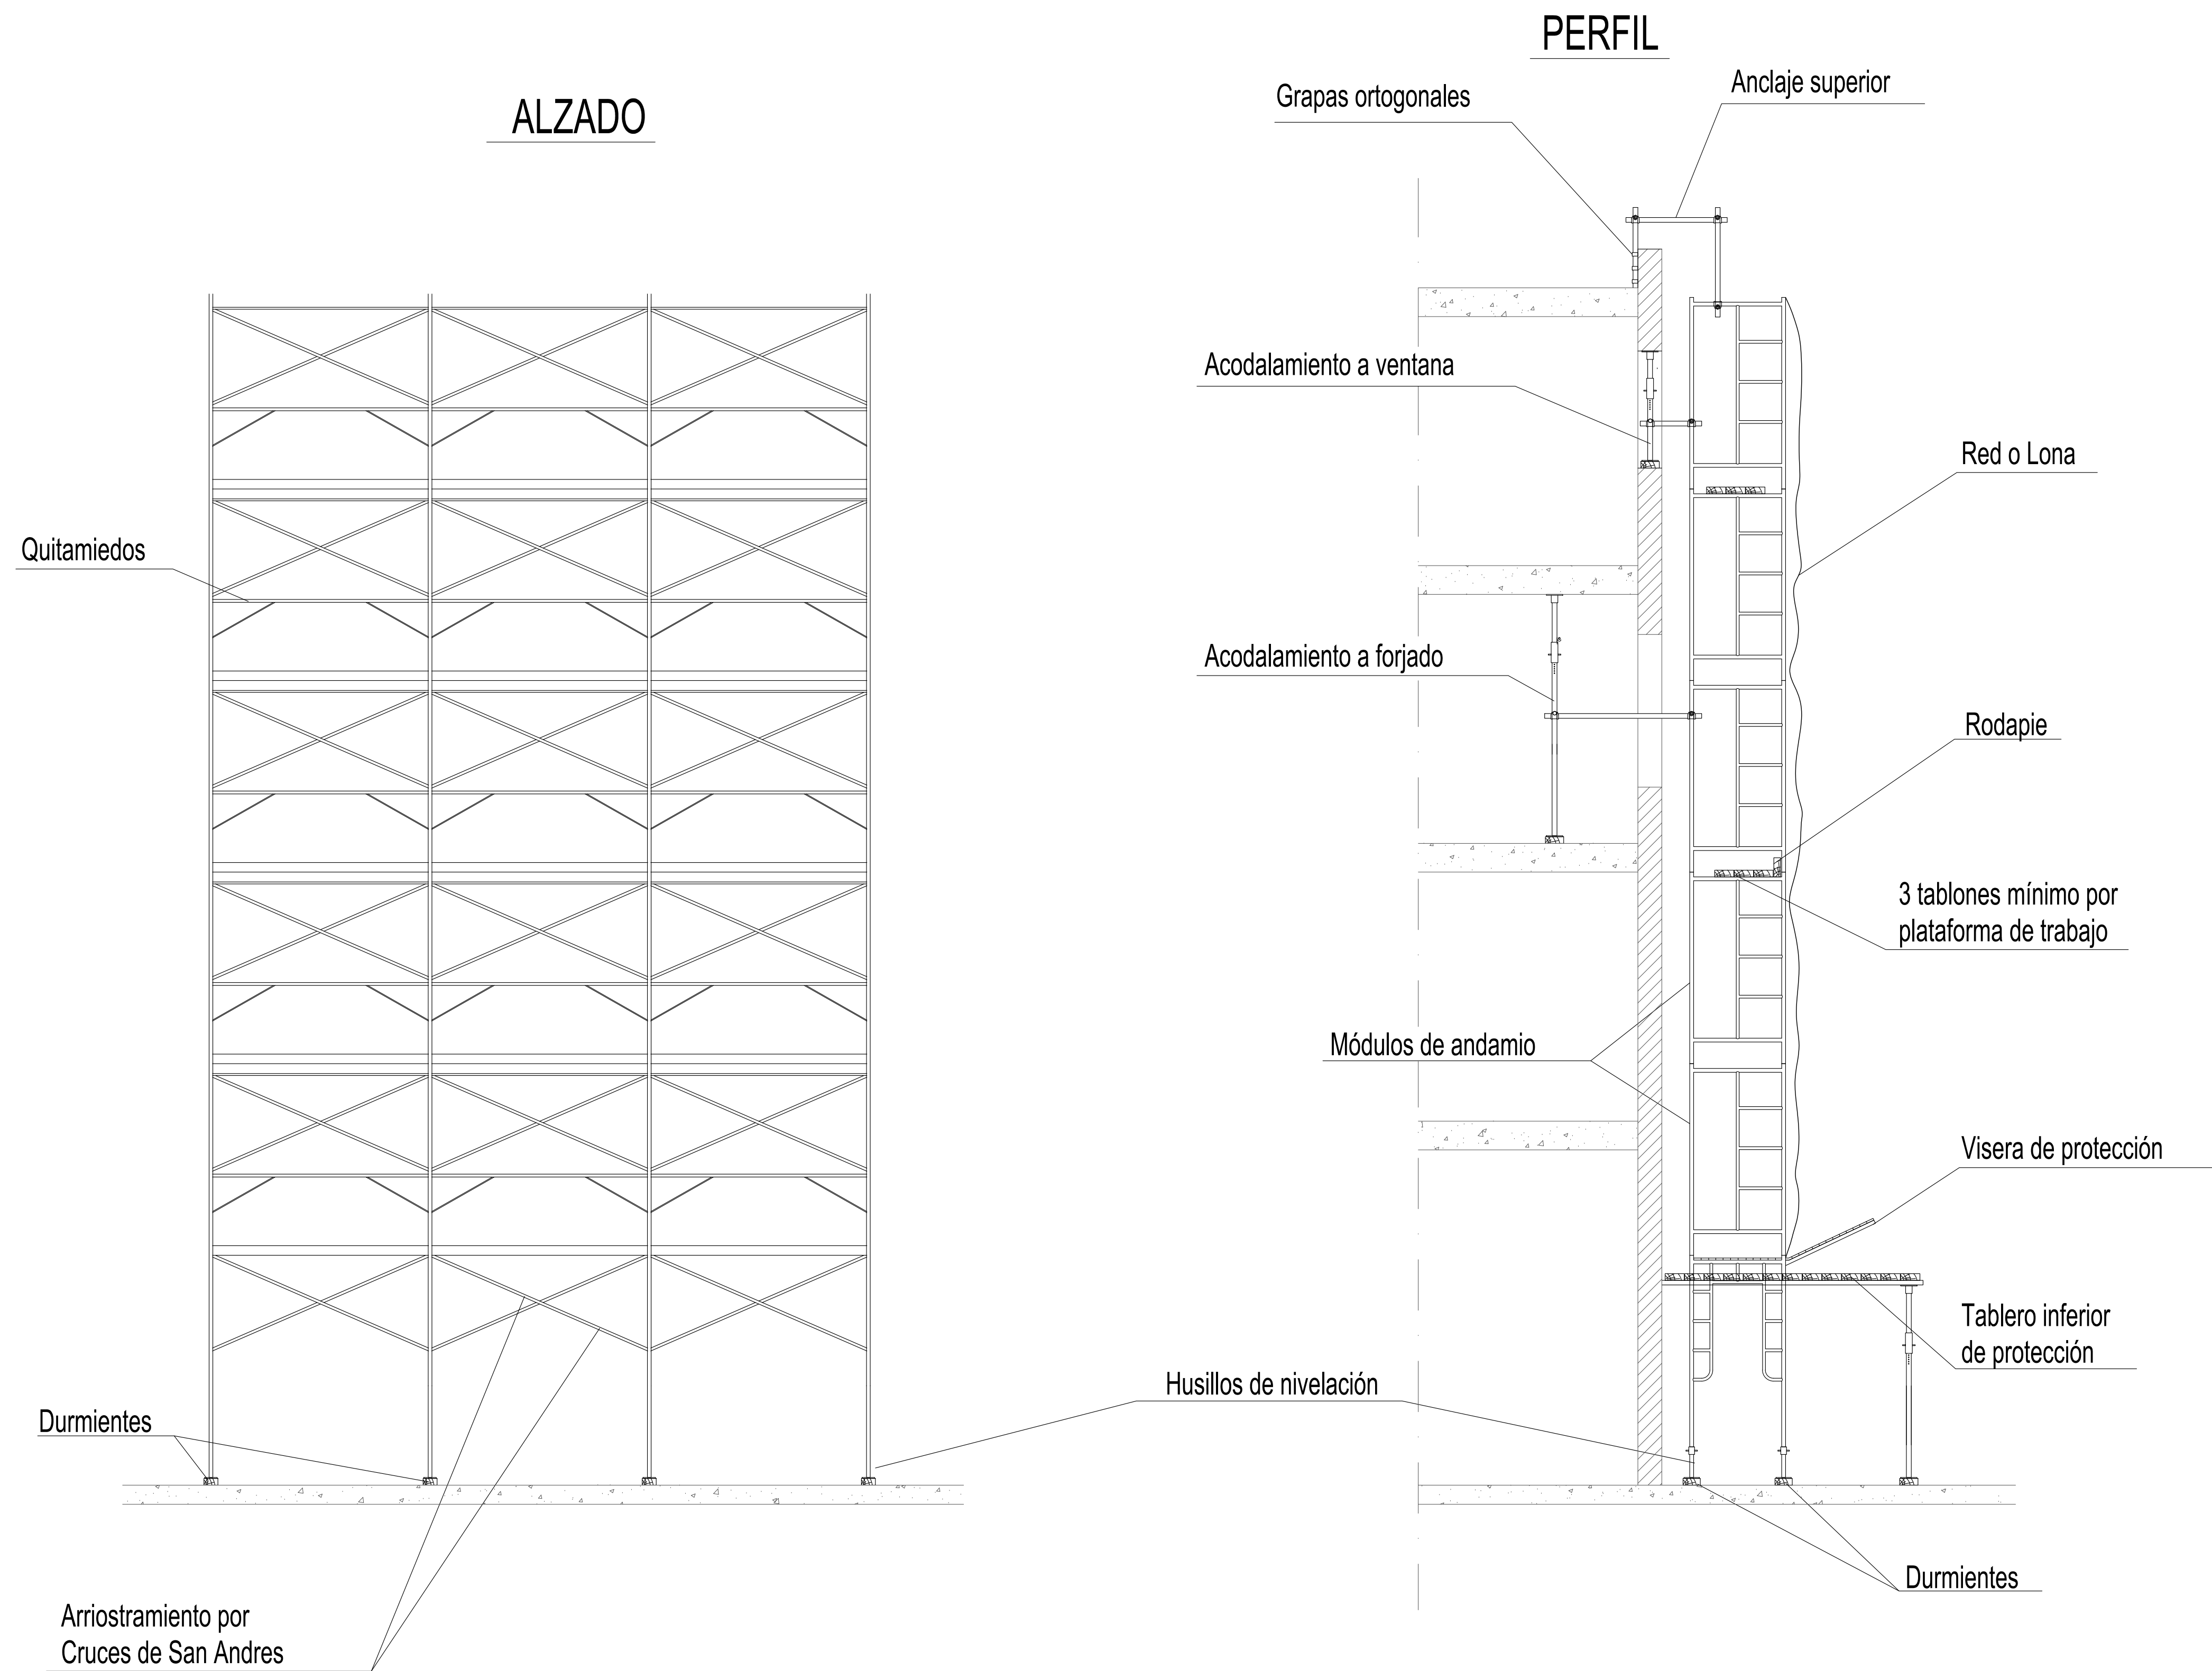 PERFIL
ALZADO
Grapas ortogonales
Anclaje superior
Acodalamiento a ventana
Red o Lona
Quitamiedos
Acodalamiento a forjado
Rodapie
3 tablones mínimo por
plataforma de trabajo
Módulos de andamio
Visera de protección
Tablero inferior
de protección
Husillos de nivelación
Durmientes
Durmientes
Arriostramiento por
Cruces de San Andres